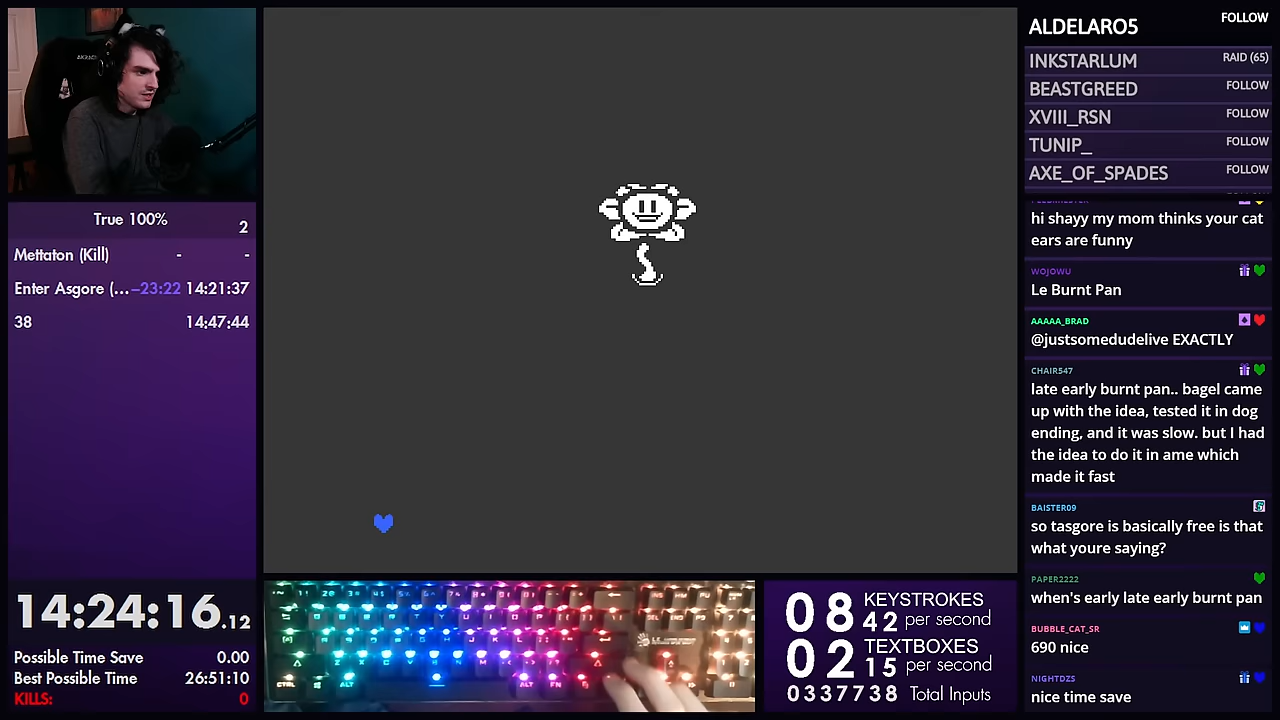 True 100%
2
Mettaton (Kill) - -
Enter Asgore (... −23:22 14:21:37
38 14:47:44
14:24:16.12
Possible Time Save 0.00
Best Possible Time 26:51:10
KILLS: 0
08 42 KEYSTROKES per second
02 15 TEXTBOXES per second
0337738 Total Inputs
ALDELARO5 FOLLOW
INKSTARLUM RAID (65)
BEASTGREED FOLLOW
XVIII_RSN FOLLOW
TUNIP_ FOLLOW
AXE_OF_SPADES FOLLOW
hi shayy my mom thinks your cat
ears are funny
WOJOWU
Le Burnt Pan
AAAAA_BRAD
@justsomedudelive EXACTLY
CHAIR547
late early burnt pan.. bagel came
up with the idea, tested it in dog
ending, and it was slow. but I had
the idea to do it in ame which
made it fast
BAISTER09
so tasgore is basically free is that
what youre saying?
PAPER2222
when's early late early burnt pan
BUBBLE_CAT_SR
690 nice
NIGHTDZS
nice time save